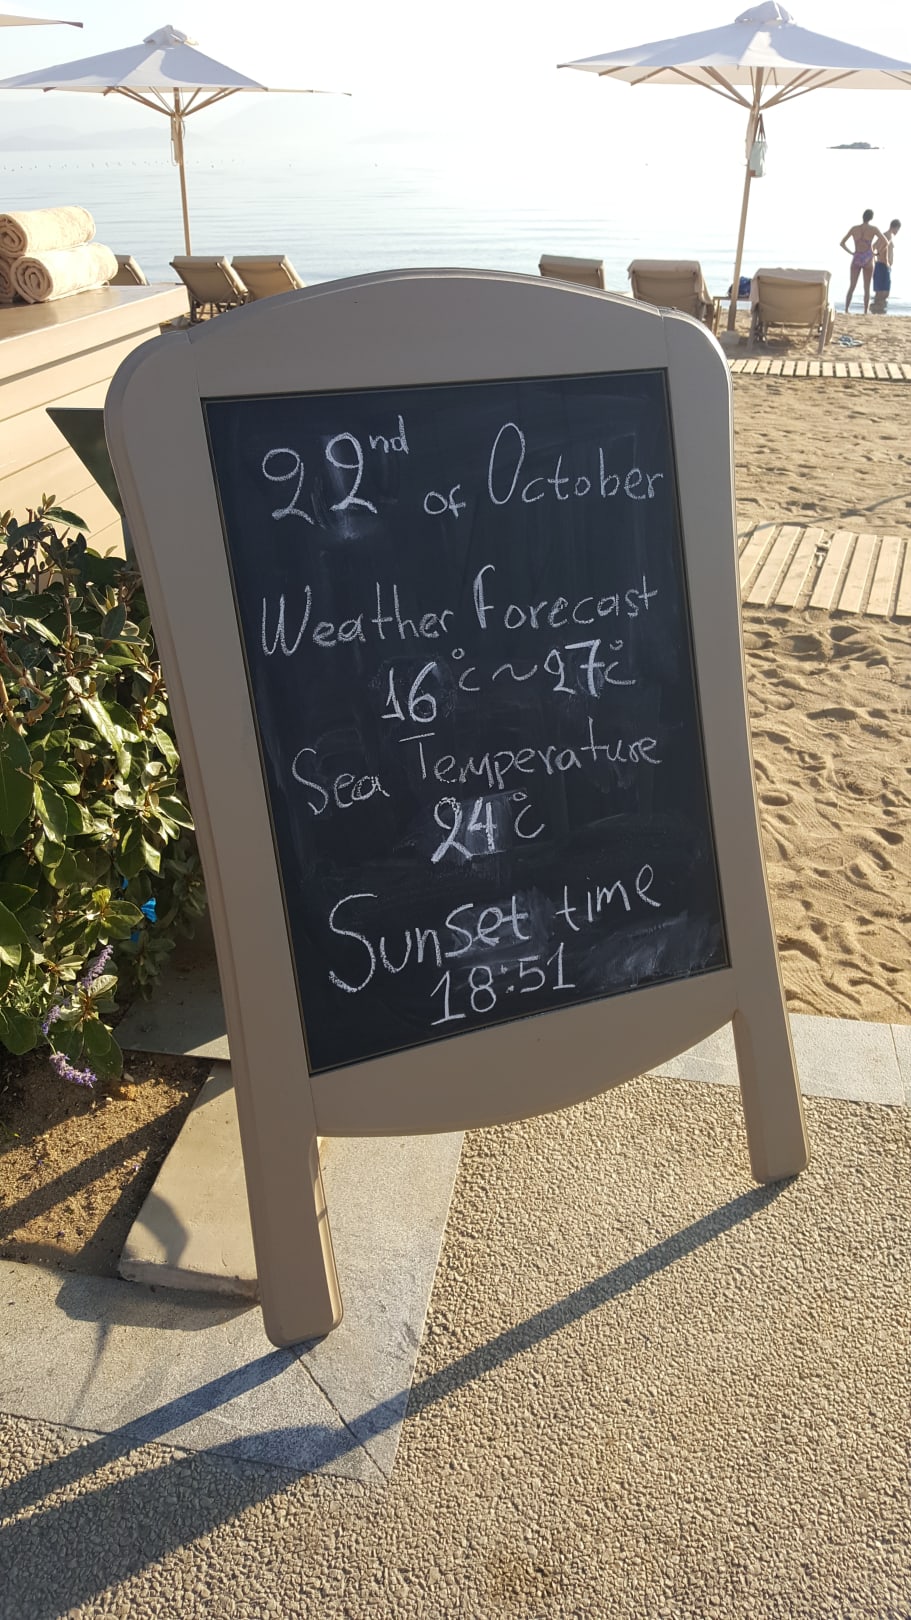 22nd of October
Weather Forecast
16°C ~ 27°C
Sea Temperature
24°C
Sunset time
18:51